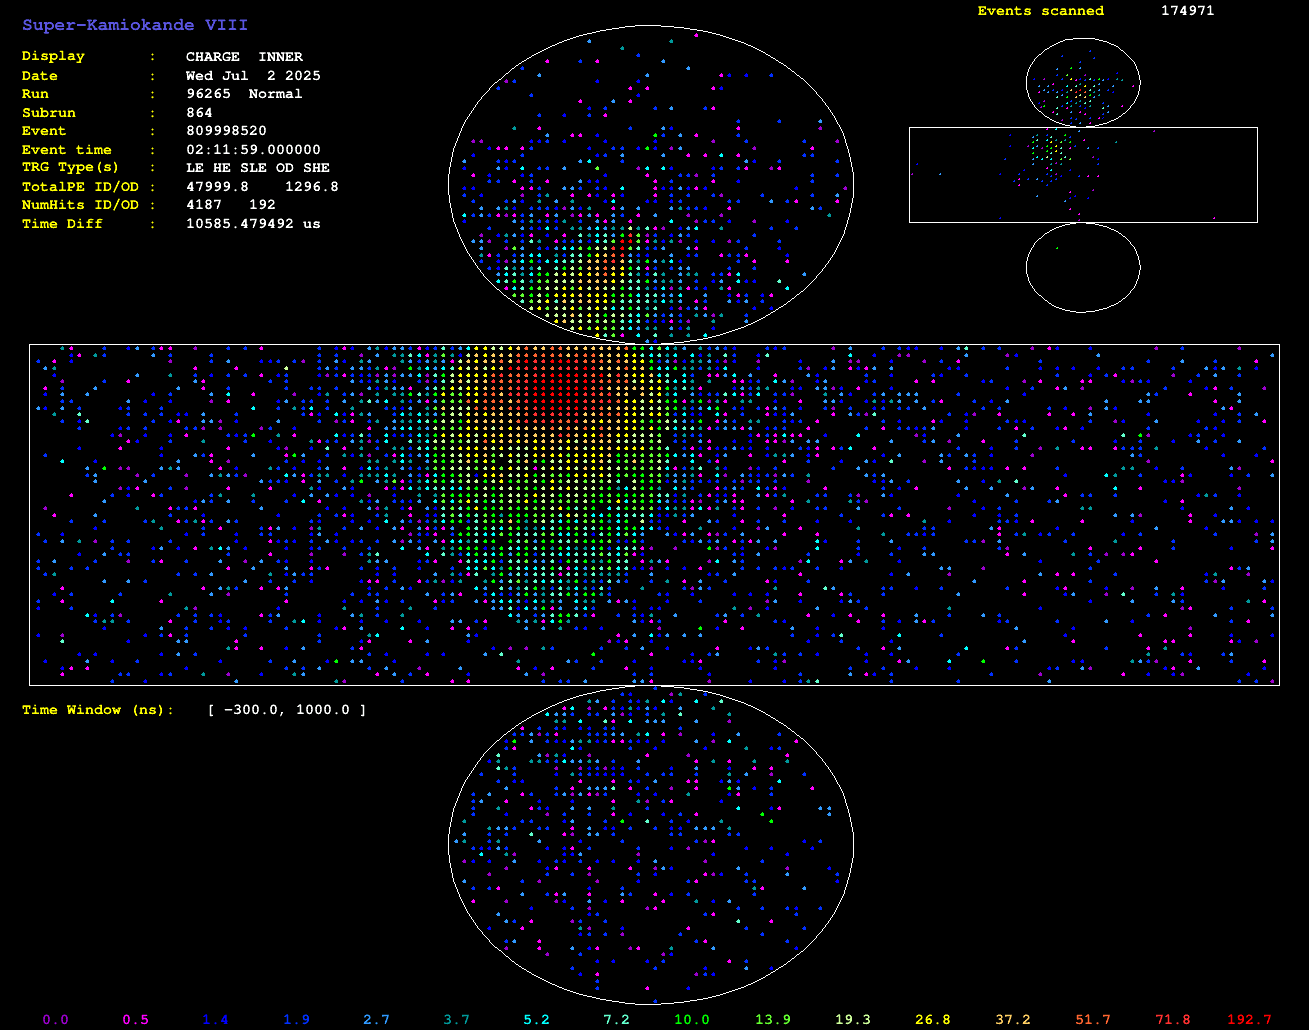 Super-Kamiokande VIII
Events scanned 174971
Display : CHARGE INNER
Date : Wed Jul 2 2025
Run : 96265 Normal
Subrun : 864
Event : 809998520
Event time : 02:11:59.000000
TRG Type(s) : LE HE SLE OD SHE
TotalPE ID/OD : 47999.8 1296.8
NumHits ID/OD : 4187 192
Time Diff : 10585.479492 us
Time Window (ns): [ -300.0, 1000.0 ]
0.0 0.5 1.4 1.9 2.7 3.7 5.2 7.2 10.0 13.9 19.3 26.8 37.2 51.7 71.8 192.7